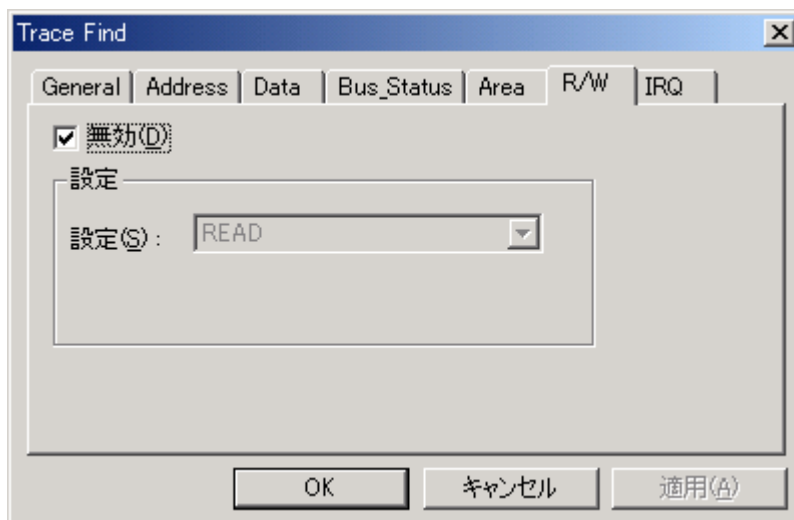 Trace Find
General Address Data Bus_Status Area R/W IRQ
無効(D)
設定
設定(S) : READ
OK キャンセル 適用(A)